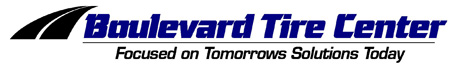 Boulevard Tire Center
Focused on Tomorrows Solutions Today